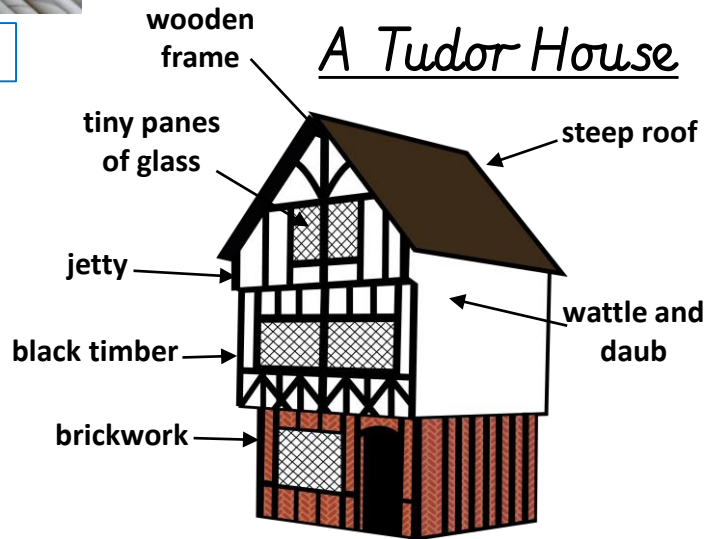 A Tudor House
wooden
frame
tiny panes
of glass
steep roof
jetty
wattle and
daub
black timber
brickwork